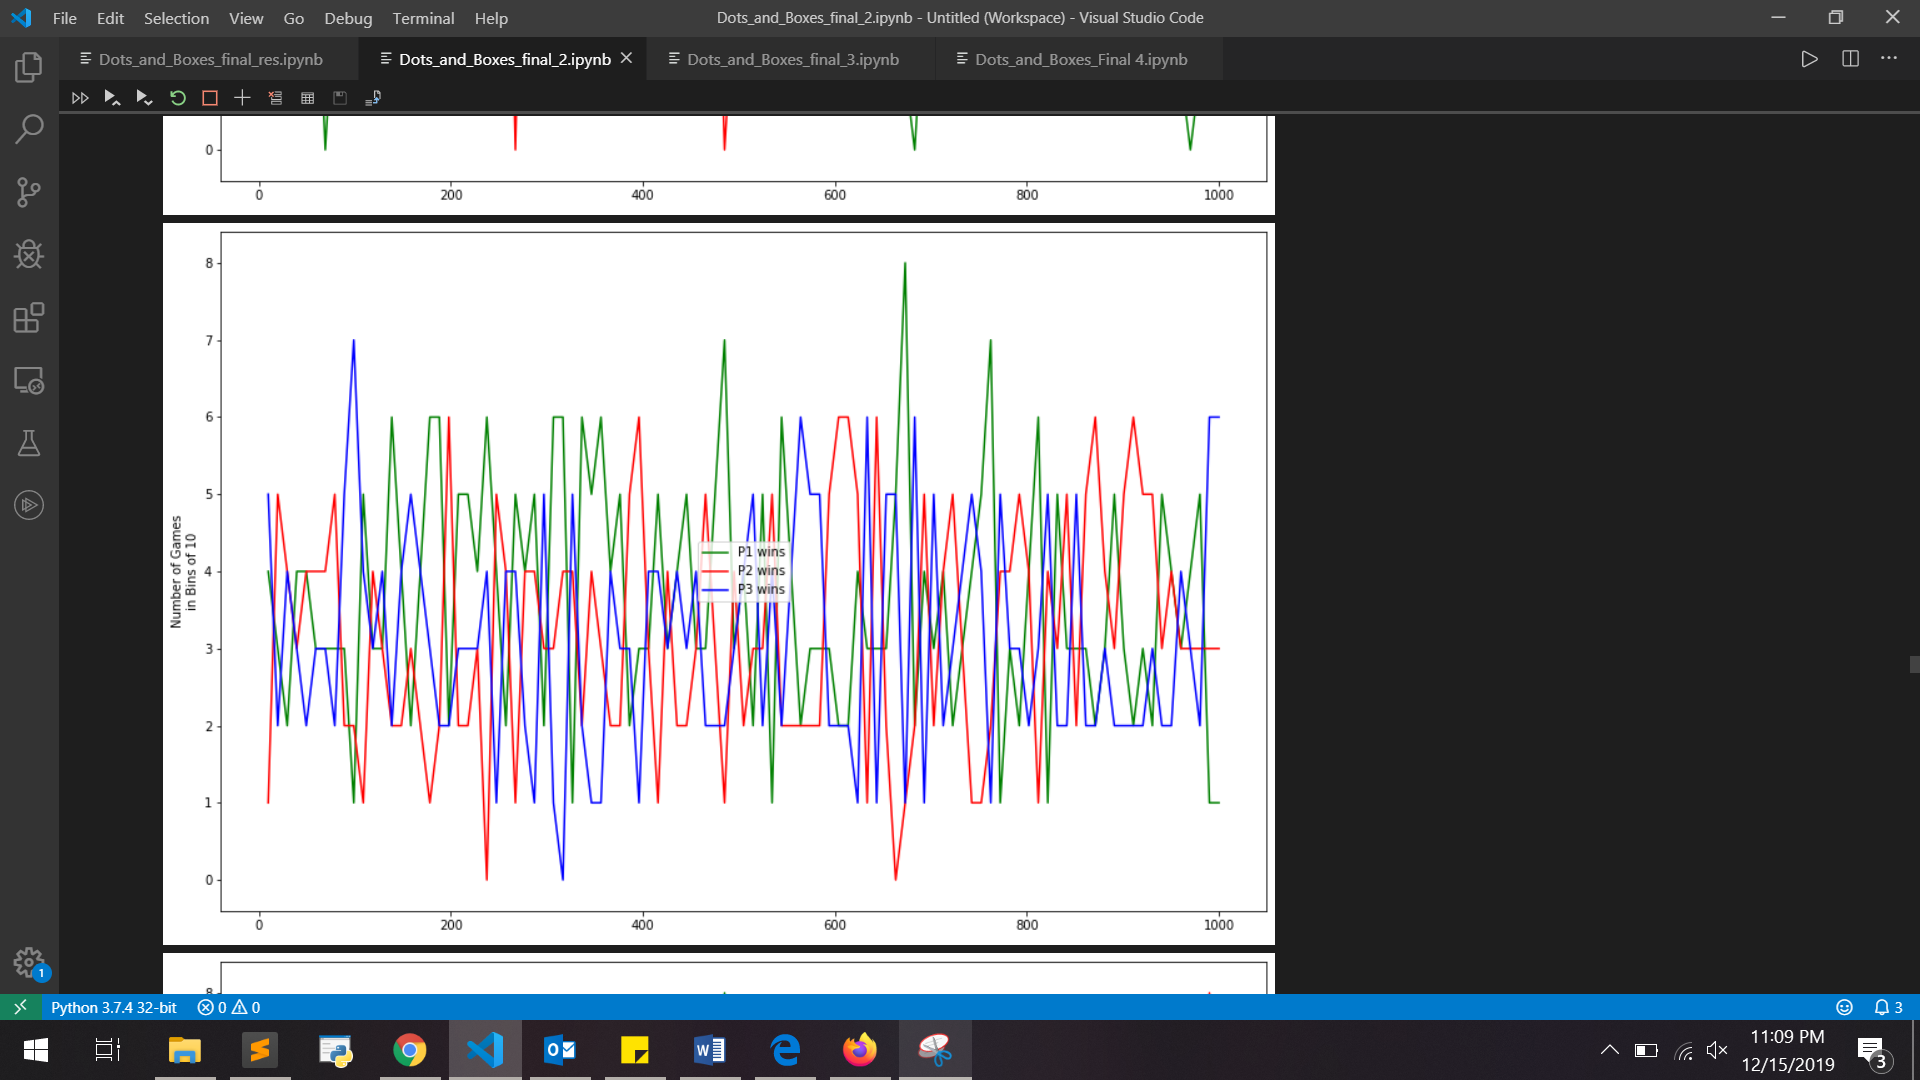 File Edit Selection View Go Debug Terminal Help
Dots_and_Boxes_final_2.ipynb - Untitled (Workspace) - Visual Studio Code
Dots_and_Boxes_final_res.ipynb
Dots_and_Boxes_final_2.ipynb
Dots_and_Boxes_final_3.ipynb
Dots_and_Boxes_Final 4.ipynb
0
0 200 400 600 800 1000
8
7
6
5
4
3
2
1
0
Number of Games
in Bins of 10
P1 wins
P2 wins
P3 wins
0 200 400 600 800 1000
8
1
Python 3.7.4 32-bit 0 0
3
11:09 PM
12/15/2019
3